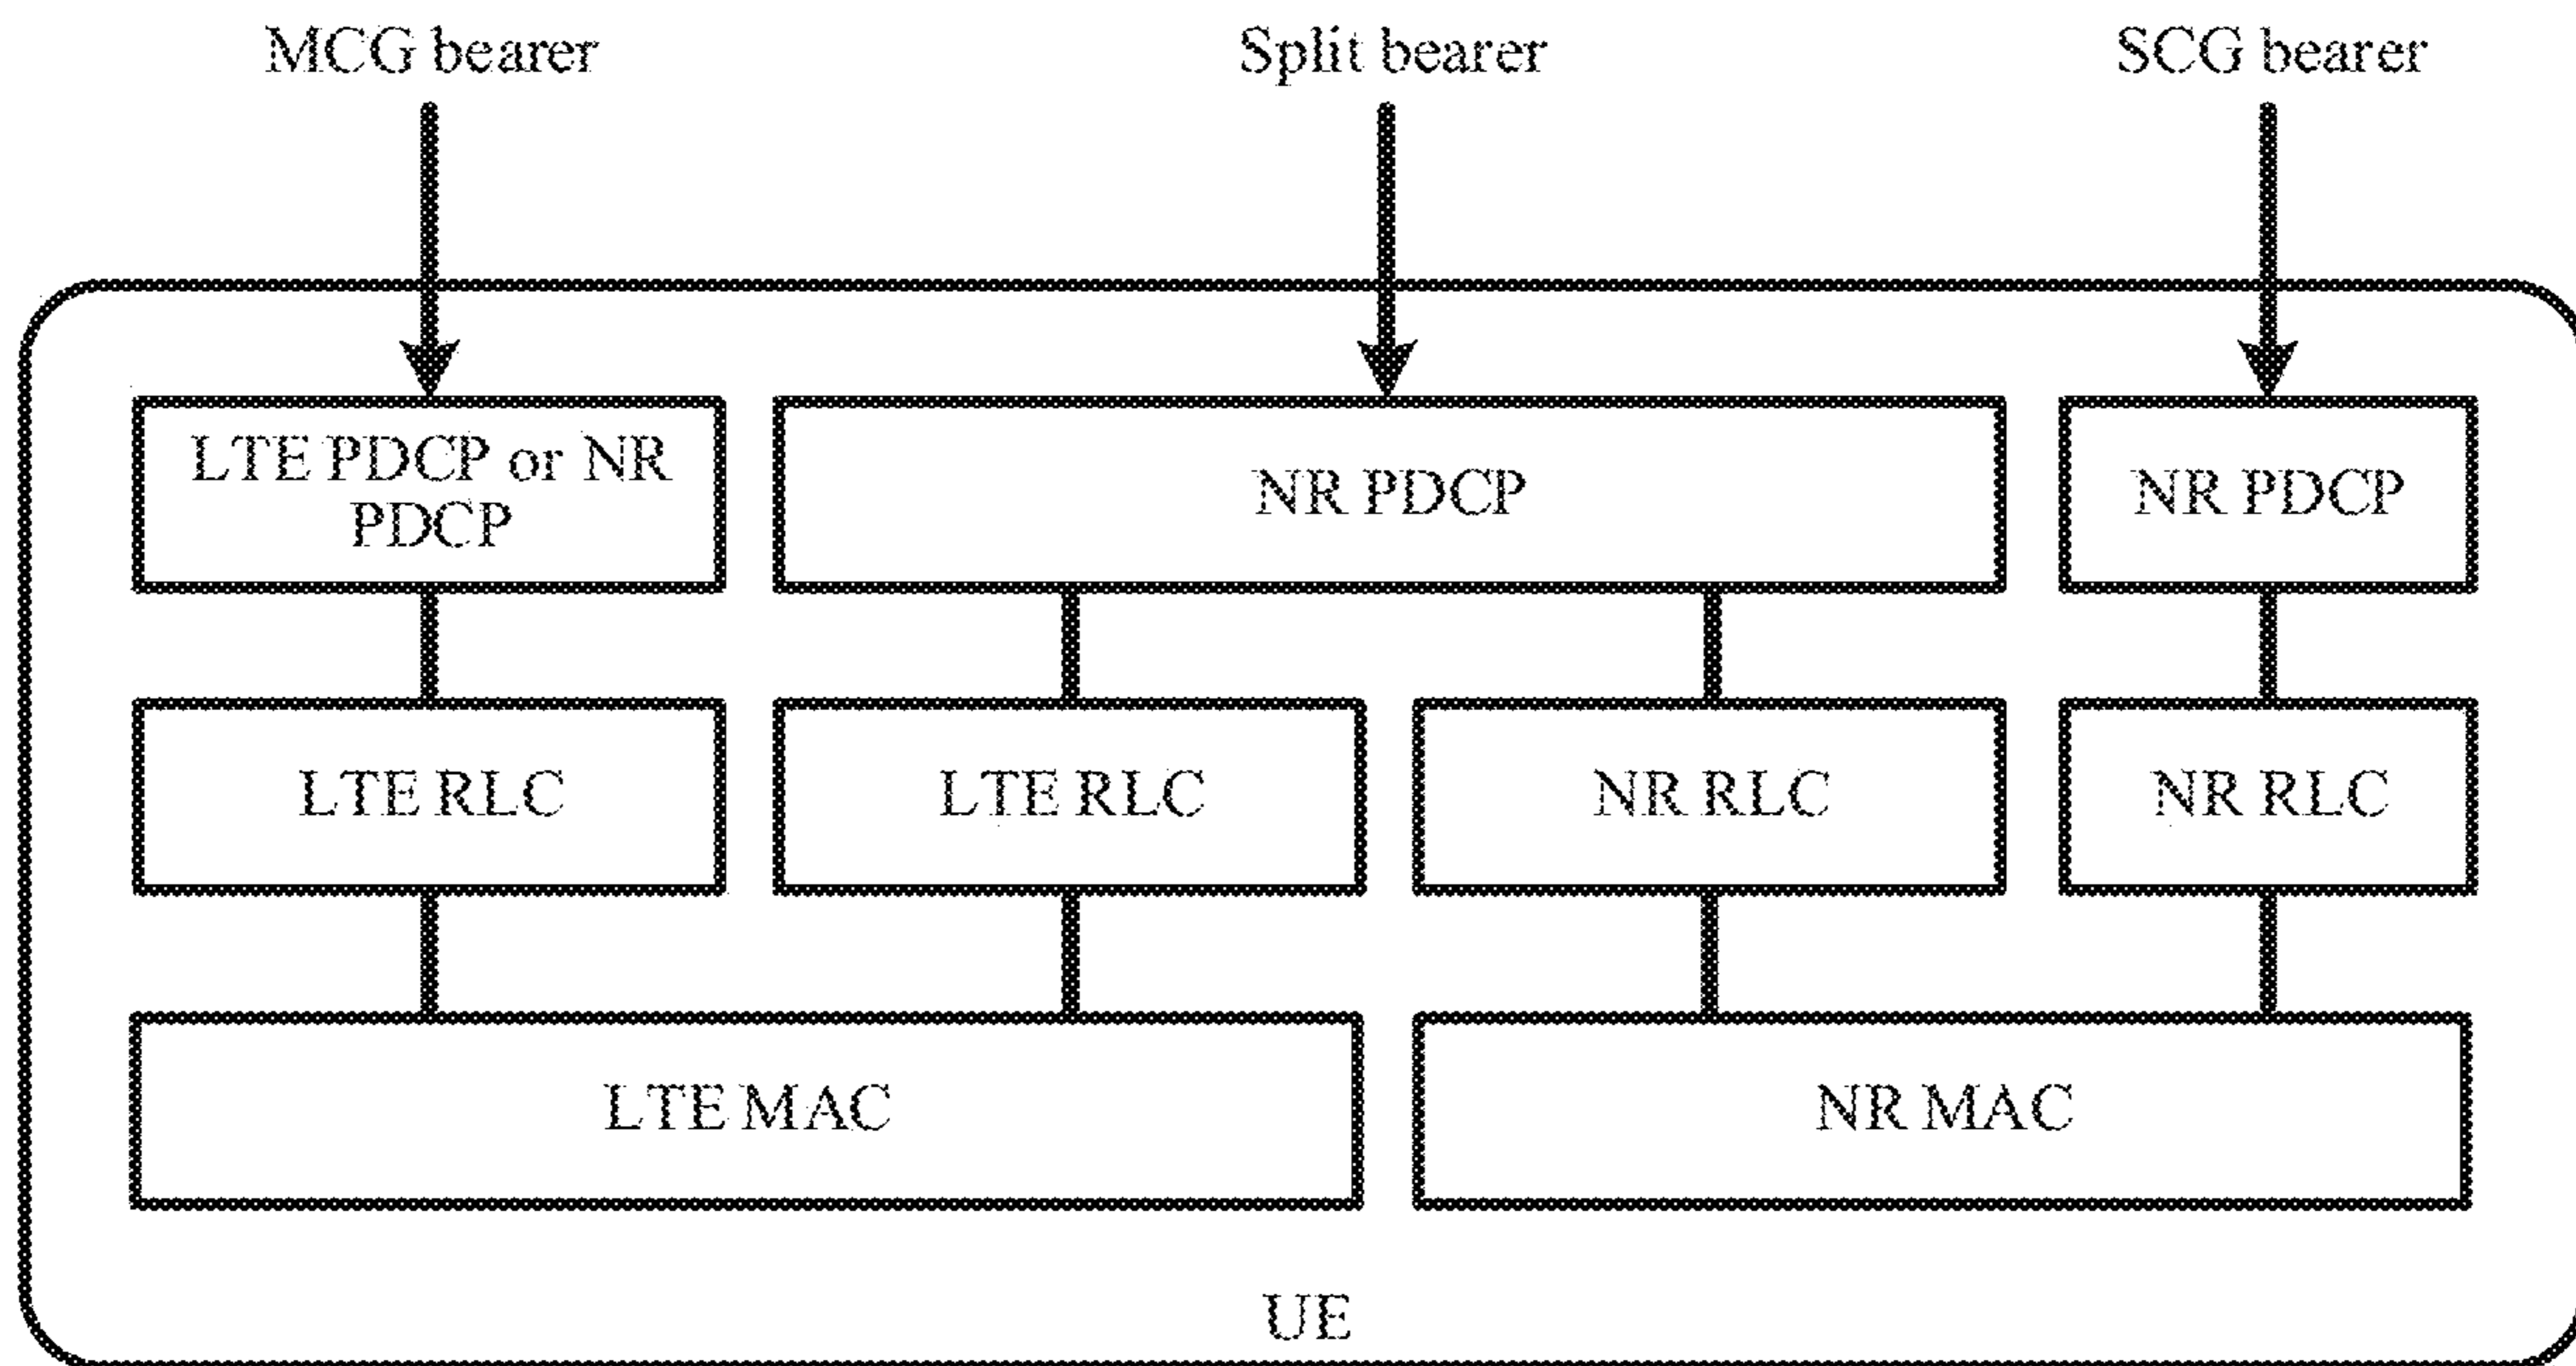 MCG bearer
Split bearer
SCG bearer
LTE PDCP or NR
PDCP
NR PDCP
NR PDCP
LTE RLC
LTE RLC
NR RLC
NR RLC
LTE MAC
NR MAC
UE